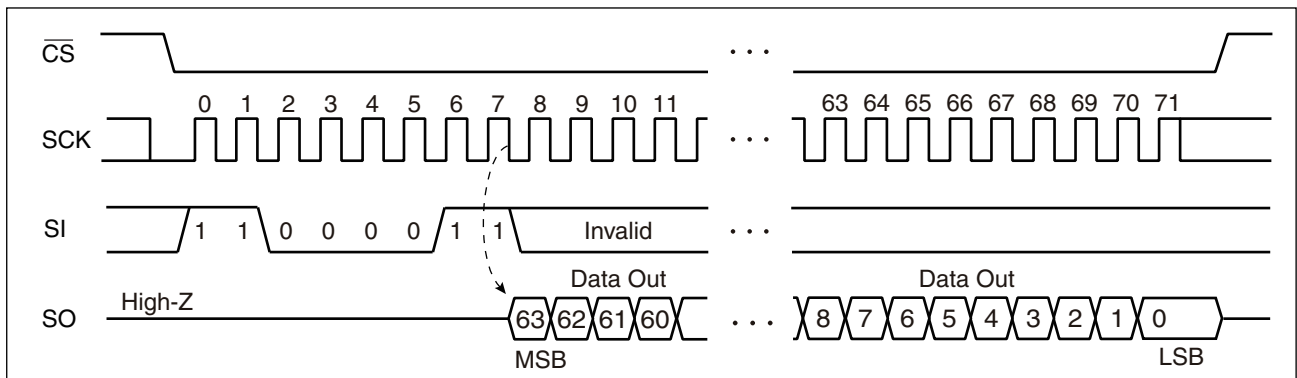 CS
. . .
0 1 2 3 4 5 6 7 8 9 10 11 63 64 65 66 67 68 69 70 71
SCK
. . .
SI 1 1 0 0 0 0 1 1 Invalid . . .
Data Out Data Out
High-Z
SO 63 62 61 60 . . . 8 7 6 5 4 3 2 1 0
MSB LSB